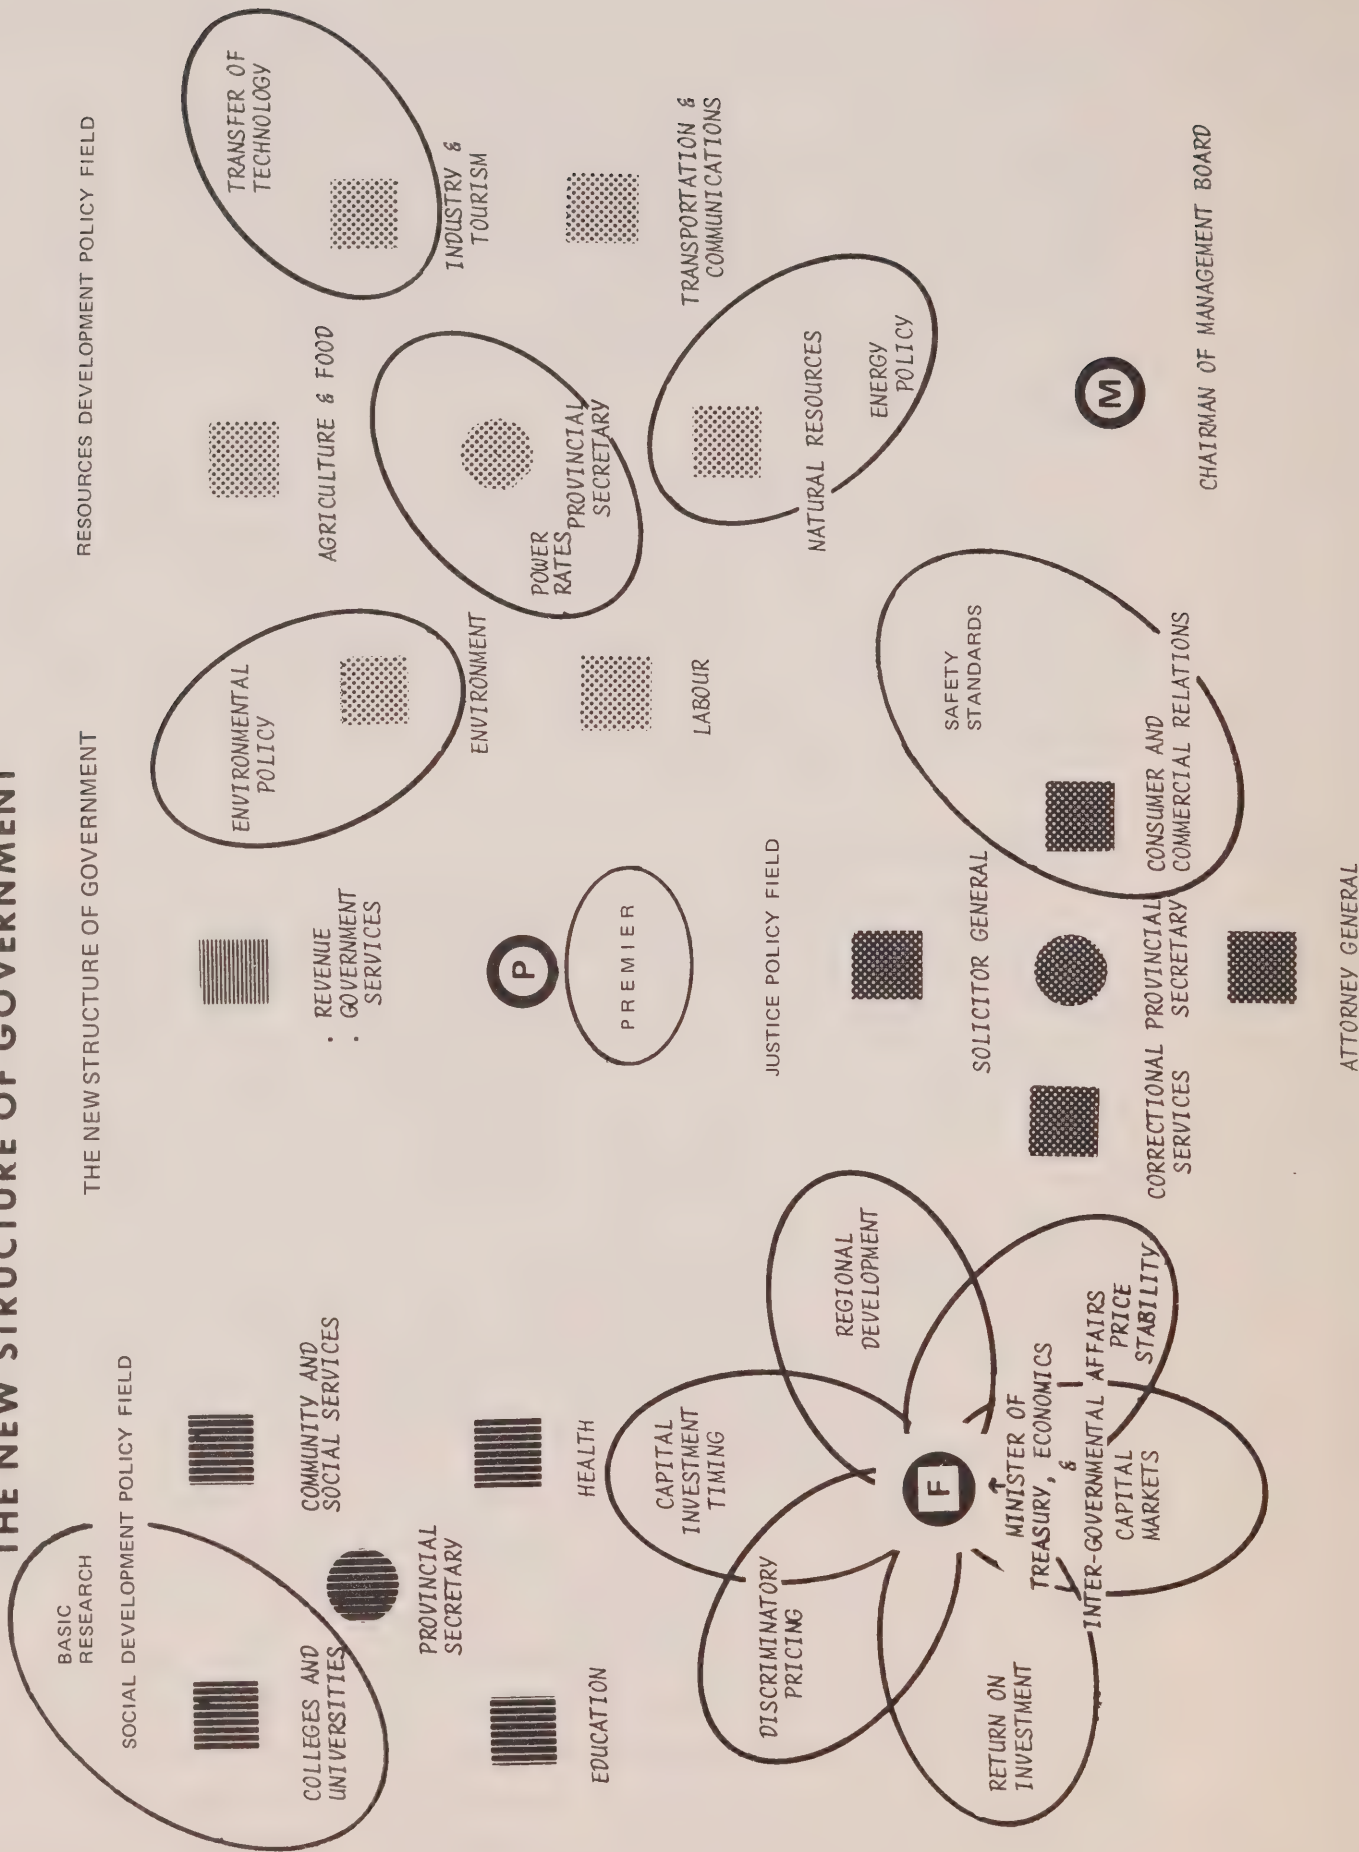 THE NEW STRUCTURE OF GOVERNMENT
THE NEW STRUCTURE OF GOVERNMENT
BASIC
RESEARCH
SOCIAL DEVELOPMENT POLICY FIELD
COLLEGES AND
UNIVERSITIES
COMMUNITY AND
SOCIAL SERVICES
PROVINCIAL
SECRETARY
EDUCATION
HEALTH
: REVENUE
GOVERNMENT
SERVICES
P
PREMIER
RESOURCES DEVELOPMENT POLICY FIELD
ENVIRONMENTAL
POLICY
ENVIRONMENT
LABOUR
AGRICULTURE & FOOD
POWER
RATES
PROVINCIAL
SECRETARY
TRANSFER OF
TECHNOLOGY
INDUSTRY &
TOURISM
TRANSPORTATION &
COMMUNICATIONS
NATURAL RESOURCES
ENERGY
POLICY
DISCRIMINATORY
PRICING
CAPITAL
INVESTMENT
TIMING
REGIONAL
DEVELOPMENT
RETURN ON
INVESTMENT
F
MINISTER OF
TREASURY, ECONOMICS
&
INTER-GOVERNMENTAL AFFAIRS
CAPITAL
MARKETS
PRICE
STABILITY
JUSTICE POLICY FIELD
SOLICITOR GENERAL
CORRECTIONAL
SERVICES
PROVINCIAL
SECRETARY
SAFETY
STANDARDS
CONSUMER AND
COMMERCIAL RELATIONS
ATTORNEY GENERAL
M
CHAIRMAN OF MANAGEMENT BOARD